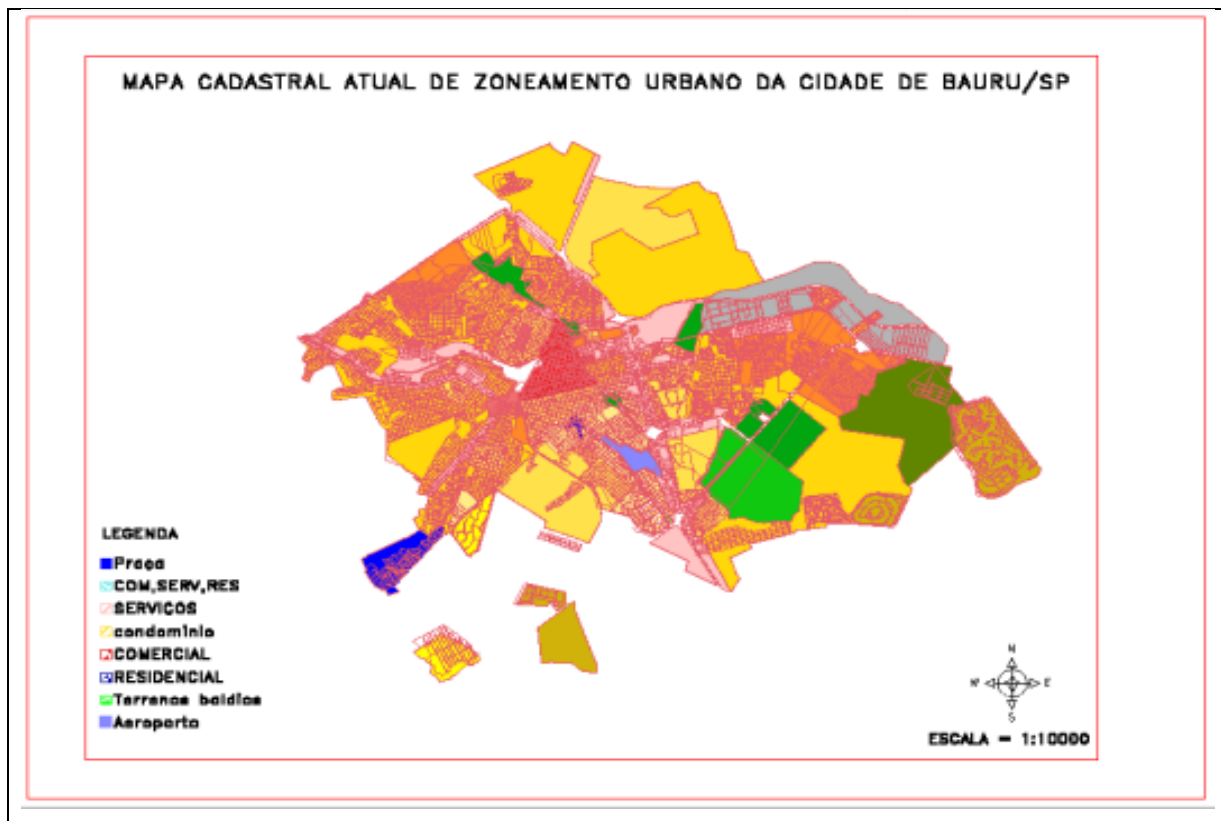 MAPA CADASTRAL ATUAL DE ZONEAMENTO URBANO DA CIDADE DE BAURU/SP
LEGENDA
Praça
COM,SERV,RES
SERVIÇOS
condomínio
COMERCIAL
RESIDENCIAL
Terrenos baldios
Aeroporto
N
E
S
ESCALA = 1:10000